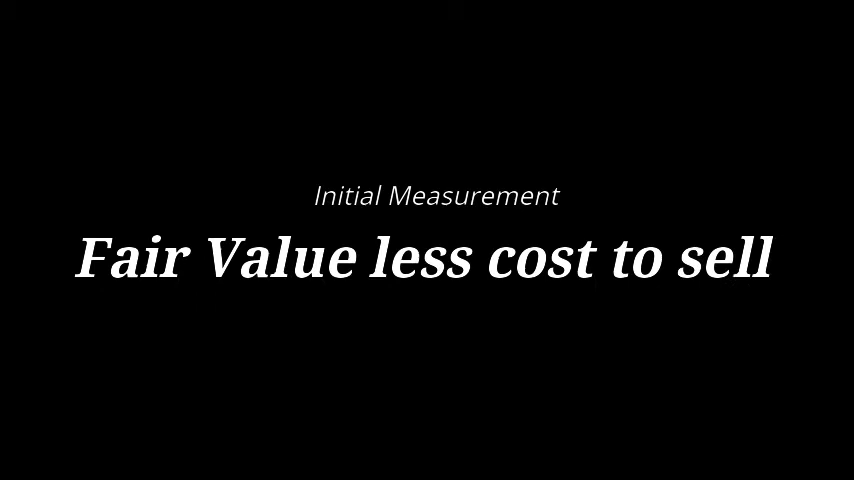 Initial Measurement
Fair Value less cost to sell